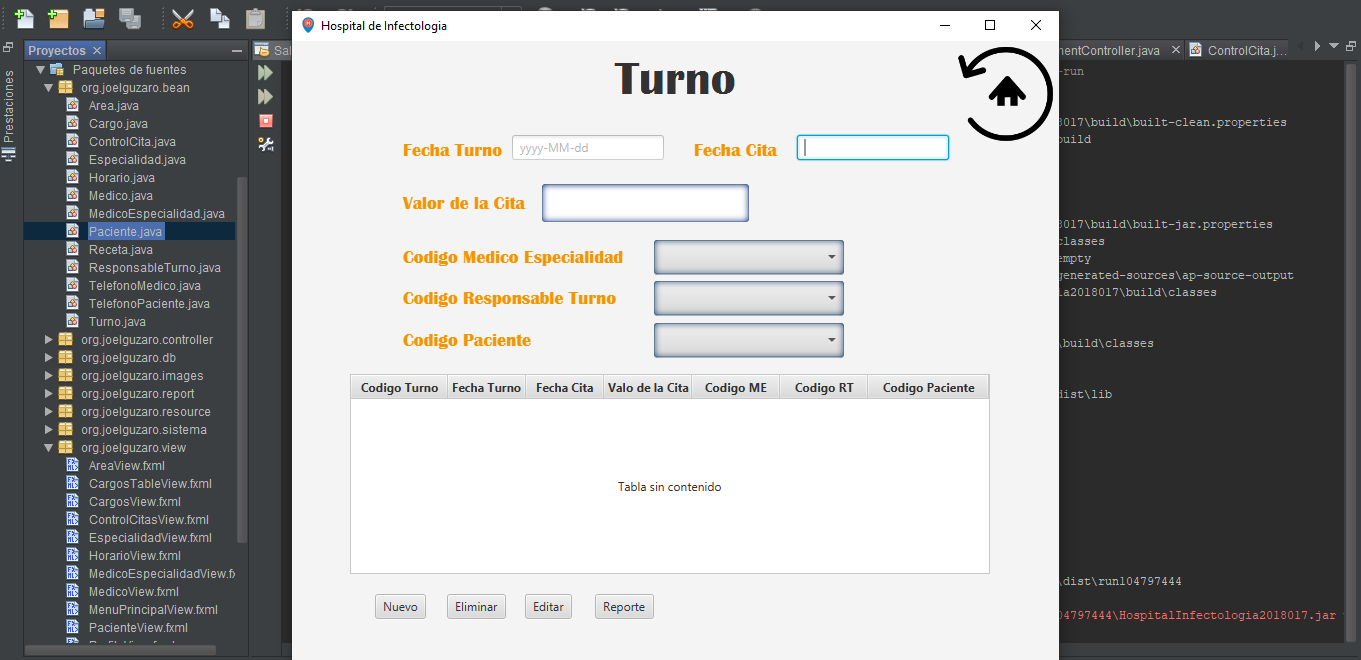 Hospital de Infectologia
Proyectos
Prestaciones
Paquetes de fuentes
org.joelguzaro.bean
Area.java
Cargo.java
ControlCita.java
Especialidad.java
Horario.java
Medico.java
MedicoEspecialidad.java
Paciente.java
Receta.java
ResponsableTurno.java
TelefonoMedico.java
TelefonoPaciente.java
Turno.java
org.joelguzaro.controller
org.joelguzaro.db
org.joelguzaro.images
org.joelguzaro.report
org.joelguzaro.resource
org.joelguzaro.sistema
org.joelguzaro.view
AreaView.fxml
CargosTableView.fxml
CargosView.fxml
ControlCitasView.fxml
EspecialidadView.fxml
HorarioView.fxml
MedicoEspecialidadView.fx
MedicoView.fxml
MenuPrincipalView.fxml
PacienteView.fxml
Sal
Turno
Fecha Turno yyyy-MM-dd Fecha Cita
Valor de la Cita
Codigo Medico Especialidad
Codigo Responsable Turno
Codigo Paciente
Codigo Turno Fecha Turno Fecha Cita Valo de la Cita Codigo ME Codigo RT Codigo Paciente
Tabla sin contenido
Nuevo Eliminar Editar Reporte
mentController.java ControlCita.j...
-run
8017\build\built-clean.properties
build
8017\build\built-jar.properties
classes
empty
generated-sources\ap-source-output
ia2018017\build\classes
\build\classes
dist\lib
\dist\run104797444
04797444\HospitalInfectologia2018017.jar